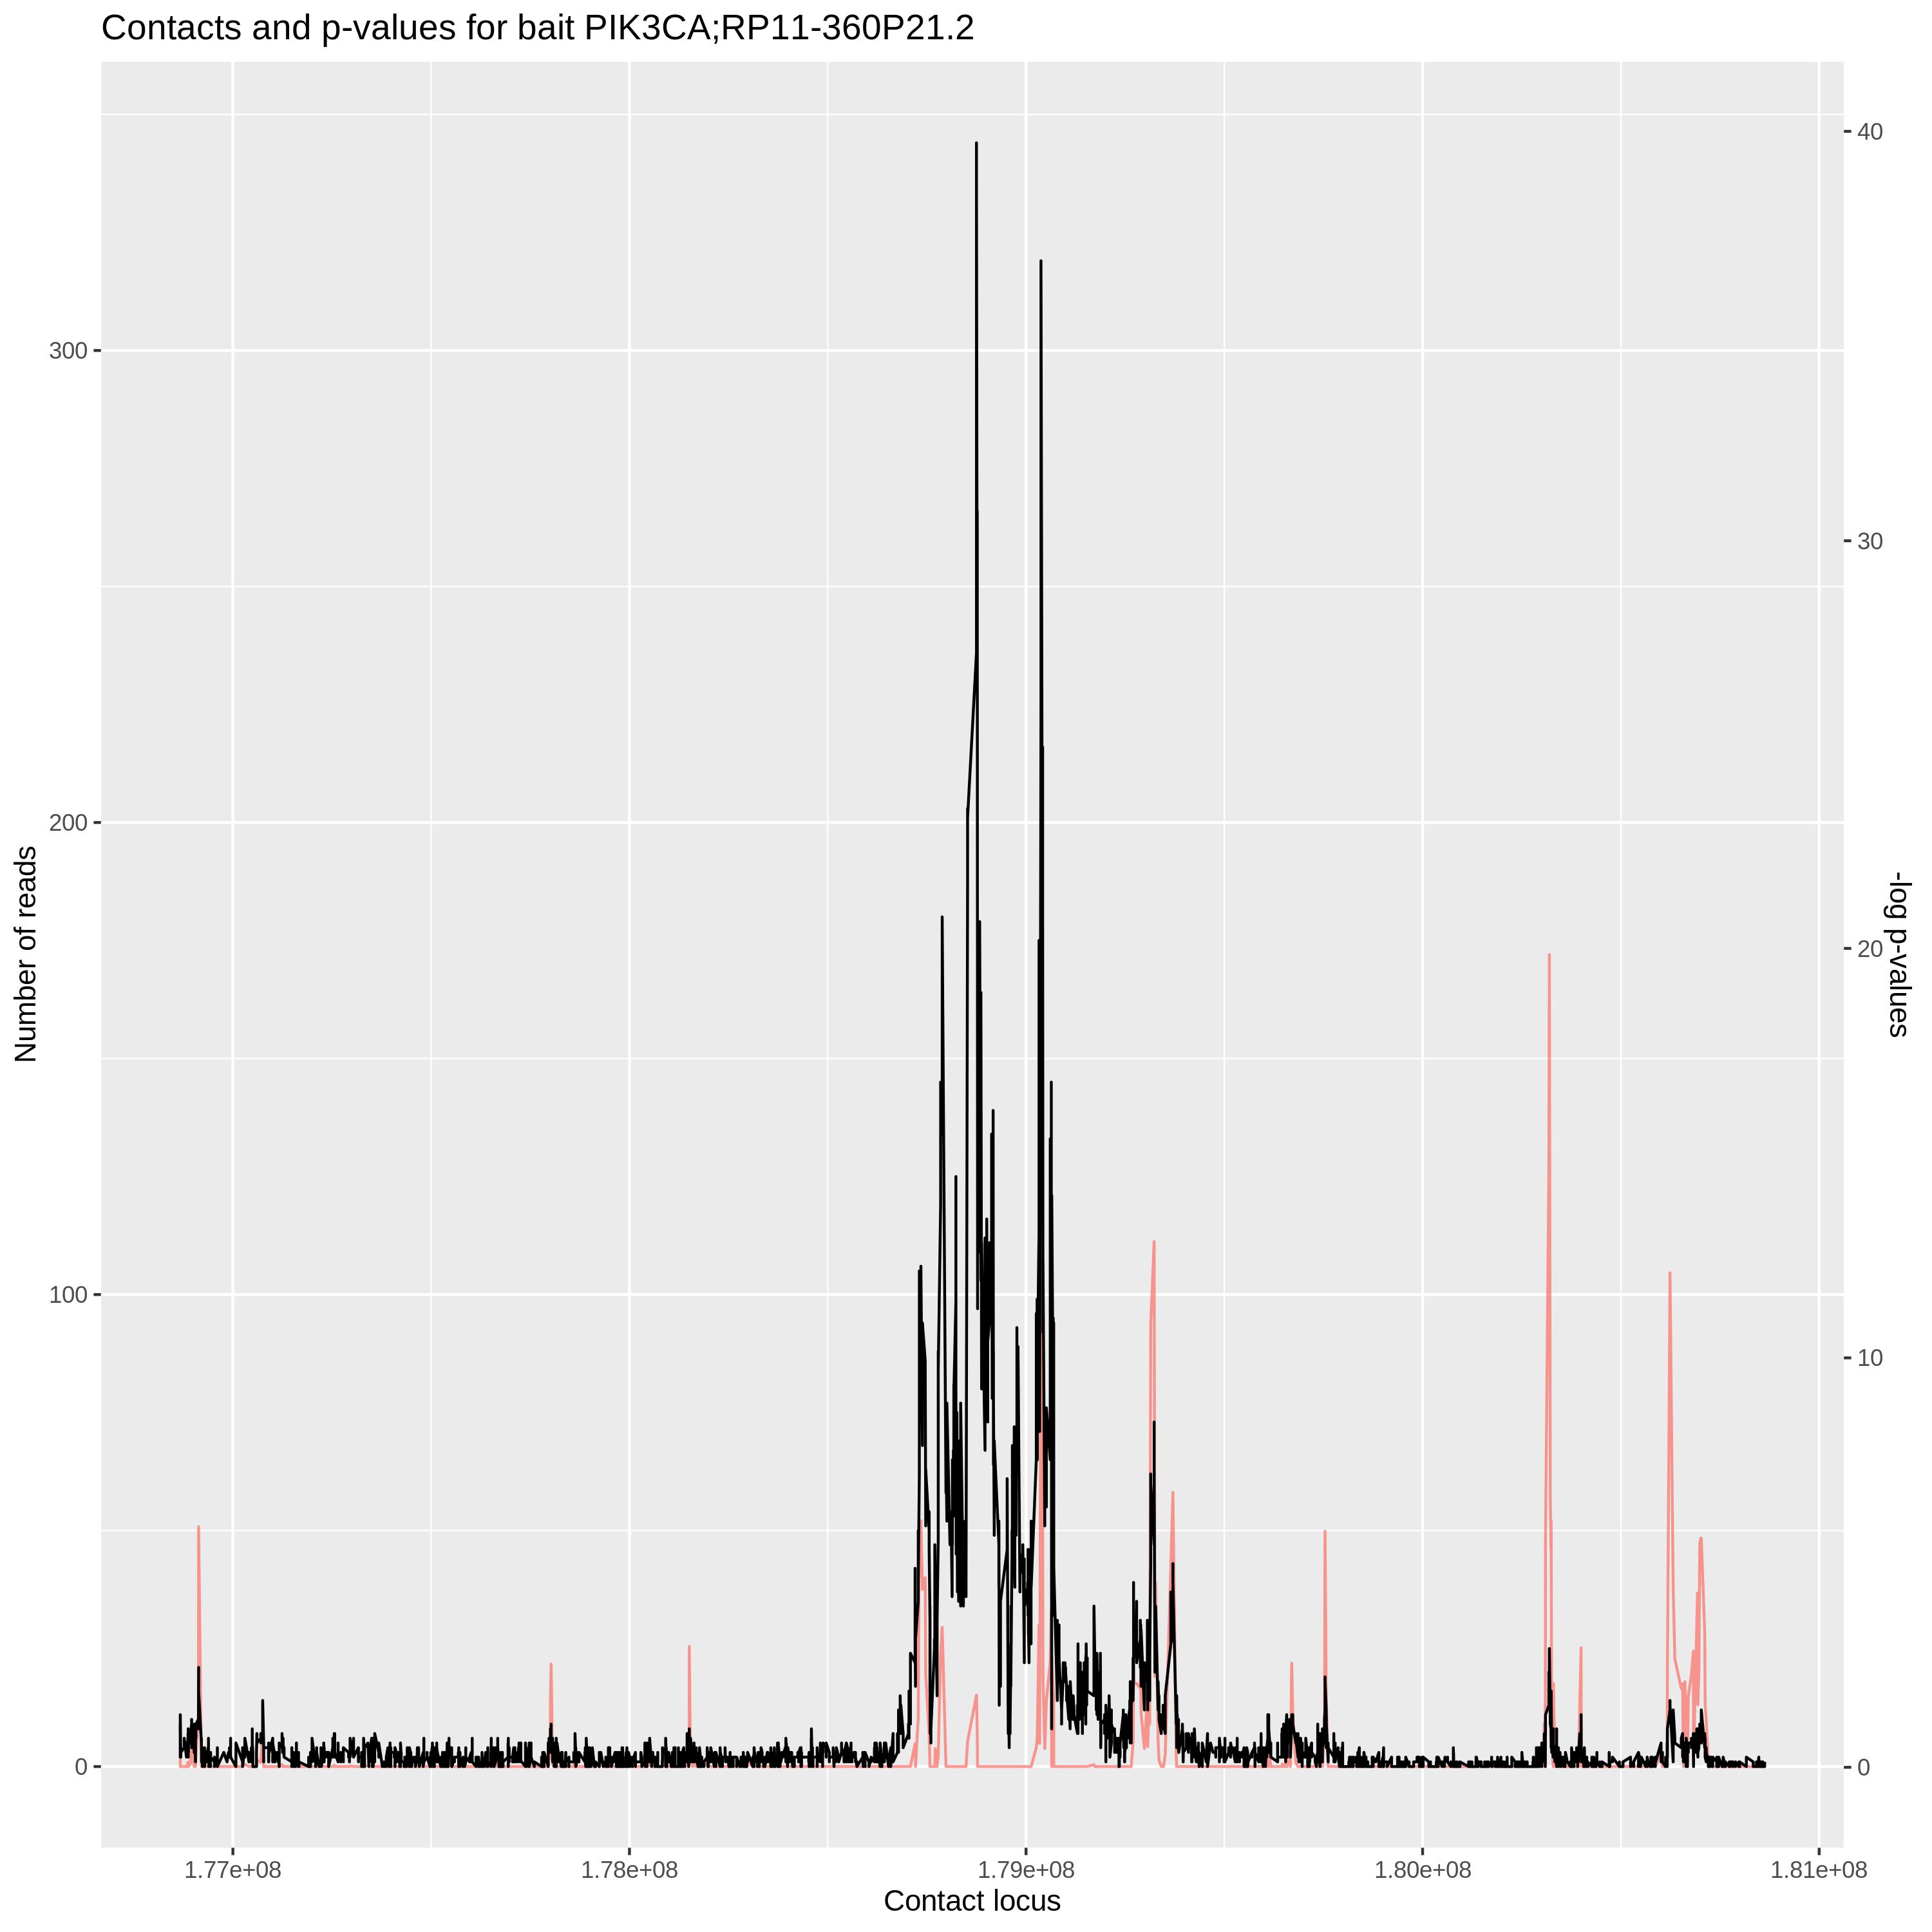 Contacts and p-values for bait PIK3CA;RP11-360P21.2
300
200
100
0
Number of reads
40
30
20
10
0
-log p-values
1.77e+08 1.78e+08 1.79e+08 1.80e+08 1.81e+08
Contact locus